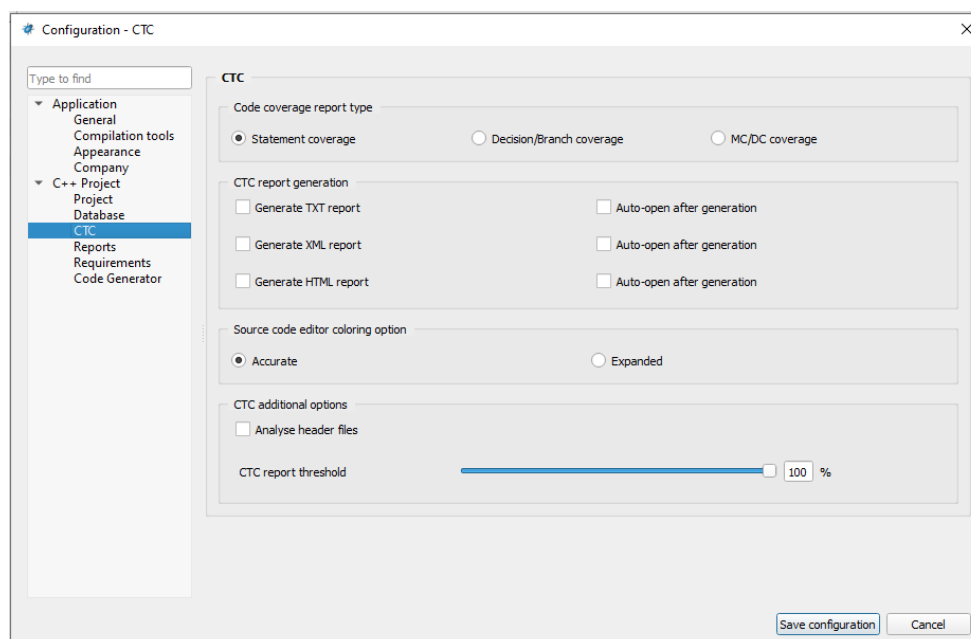 Configuration - CTC
Type to find
Application
General
Compilation tools
Appearance
Company
C++ Project
Project
Database
CTC
Reports
Requirements
Code Generator
CTC
Code coverage report type
Statement coverage Decision/Branch coverage MC/DC coverage
CTC report generation
Generate TXT report Auto-open after generation
Generate XML report Auto-open after generation
Generate HTML report Auto-open after generation
Source code editor coloring option
Accurate Expanded
CTC additional options
Analyse header files
CTC report threshold 100 %
Save configuration Cancel